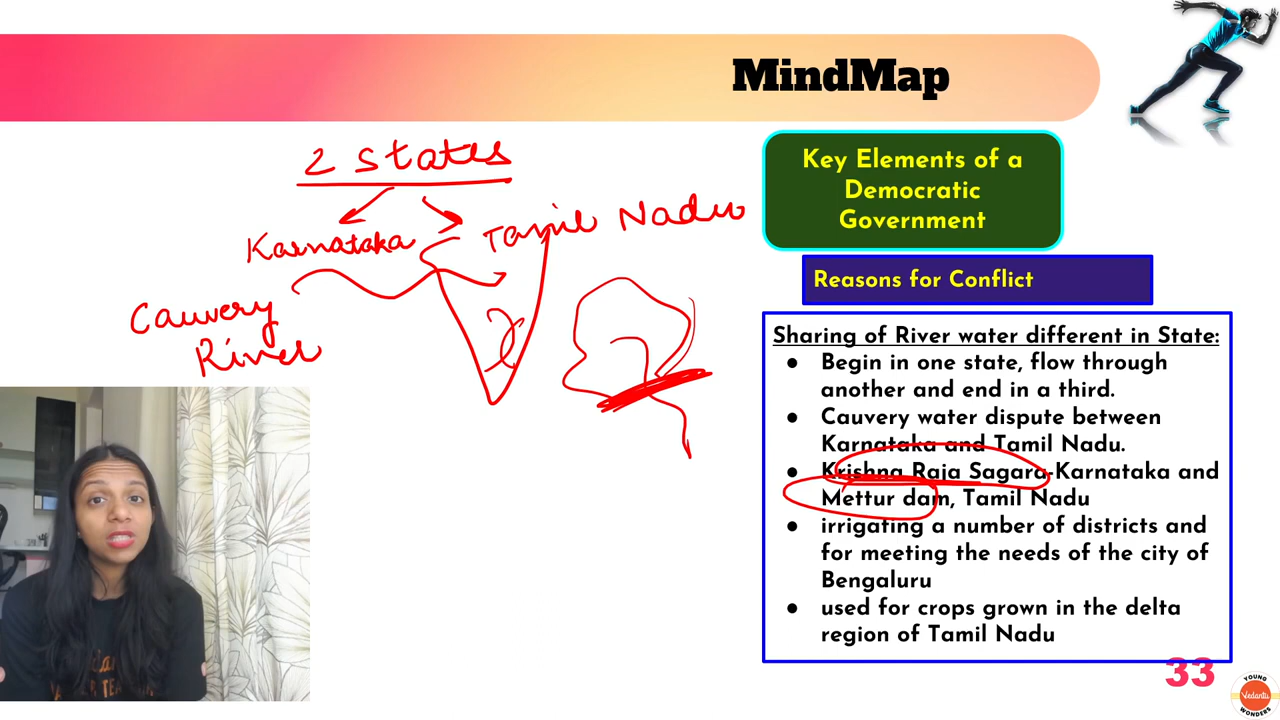 MindMap
2 States
Karnataka
Tamil Nadu
Cauvery
River
Key Elements of a
Democratic
Government
Reasons for Conflict
Sharing of River water different in State:
● Begin in one state, flow through
another and end in a third.
● Cauvery water dispute between
Karnataka and Tamil Nadu.
● Krishna Raja Sagara-Karnataka and
Mettur dam, Tamil Nadu
● irrigating a number of districts and
for meeting the needs of the city of
Bengaluru
● used for crops grown in the delta
region of Tamil Nadu
33
YOUNG
Vedantu
WONDERS